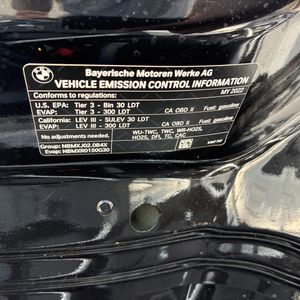 BMW
Bayerische Motoren Werke AG
VEHICLE EMISSION CONTROL INFORMATION
Conforms to regulations: MY 2022
U.S. EPA: Tier 3 - Bin 30 LDT Fuel: gasoline
EVAP: Tier 3 - 300 LDT CA OBD II
California: LEV III - SULEV 30 LDT Fuel: gasoline
EVAP: LEV III - 300 LDT CA OBD II
No adjustments needed. WU-TWC, TWC, WR-HO2S,
HO2S, DFI, TC, CAC
Group: NBMXJ02.0B4X
Evap: NBMXR0150G30